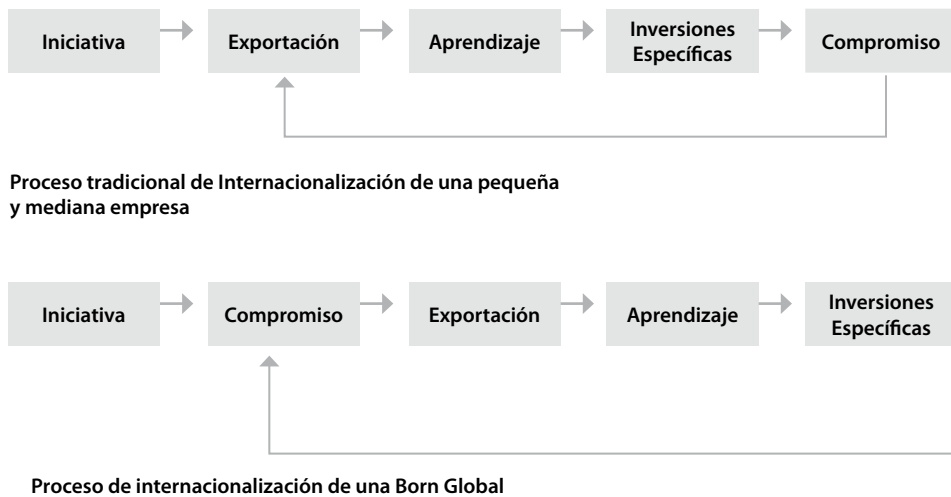 Iniciativa
Exportación
Aprendizaje
Inversiones
Específicas
Compromiso
Proceso tradicional de Internacionalización de una pequeña
y mediana empresa
Iniciativa
Compromiso
Exportación
Aprendizaje
Inversiones
Específicas
Proceso de internacionalización de una Born Global